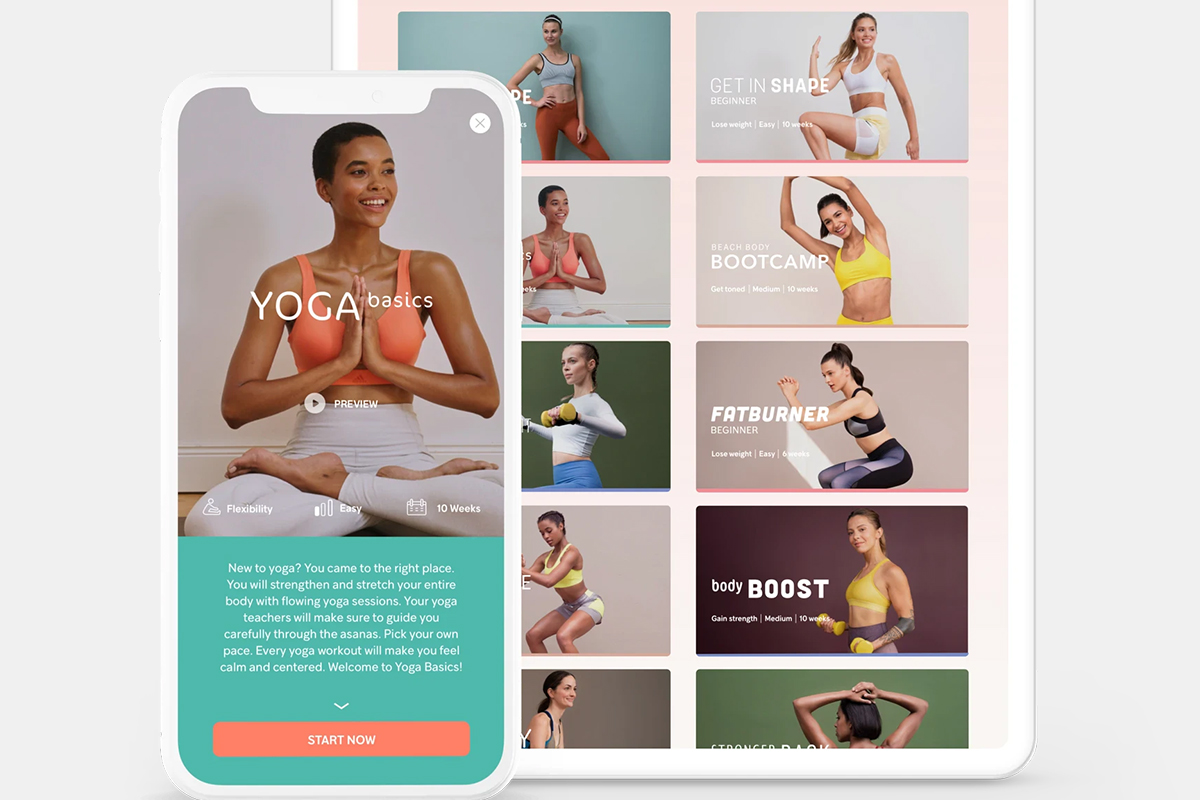 YOGA basics
PREVIEW
Flexibility Easy 10 Weeks
New to yoga? You came to the right place.
You will strengthen and stretch your entire
body with flowing yoga sessions. Your yoga
teachers will make sure to guide you
carefully through the asanas. Pick your own
pace. Every yoga workout will make you feel
calm and centered. Welcome to Yoga Basics!
START NOW
GET IN SHAPE
BEGINNER
Lose weight | Easy | 10 weeks
BEACH BODY
BOOTCAMP
Get toned | Medium | 10 weeks
FATBURNER
BEGINNER
Lose weight | Easy | 6 weeks
body BOOST
Gain strength | Medium | 10 weeks
STRONGER BACK